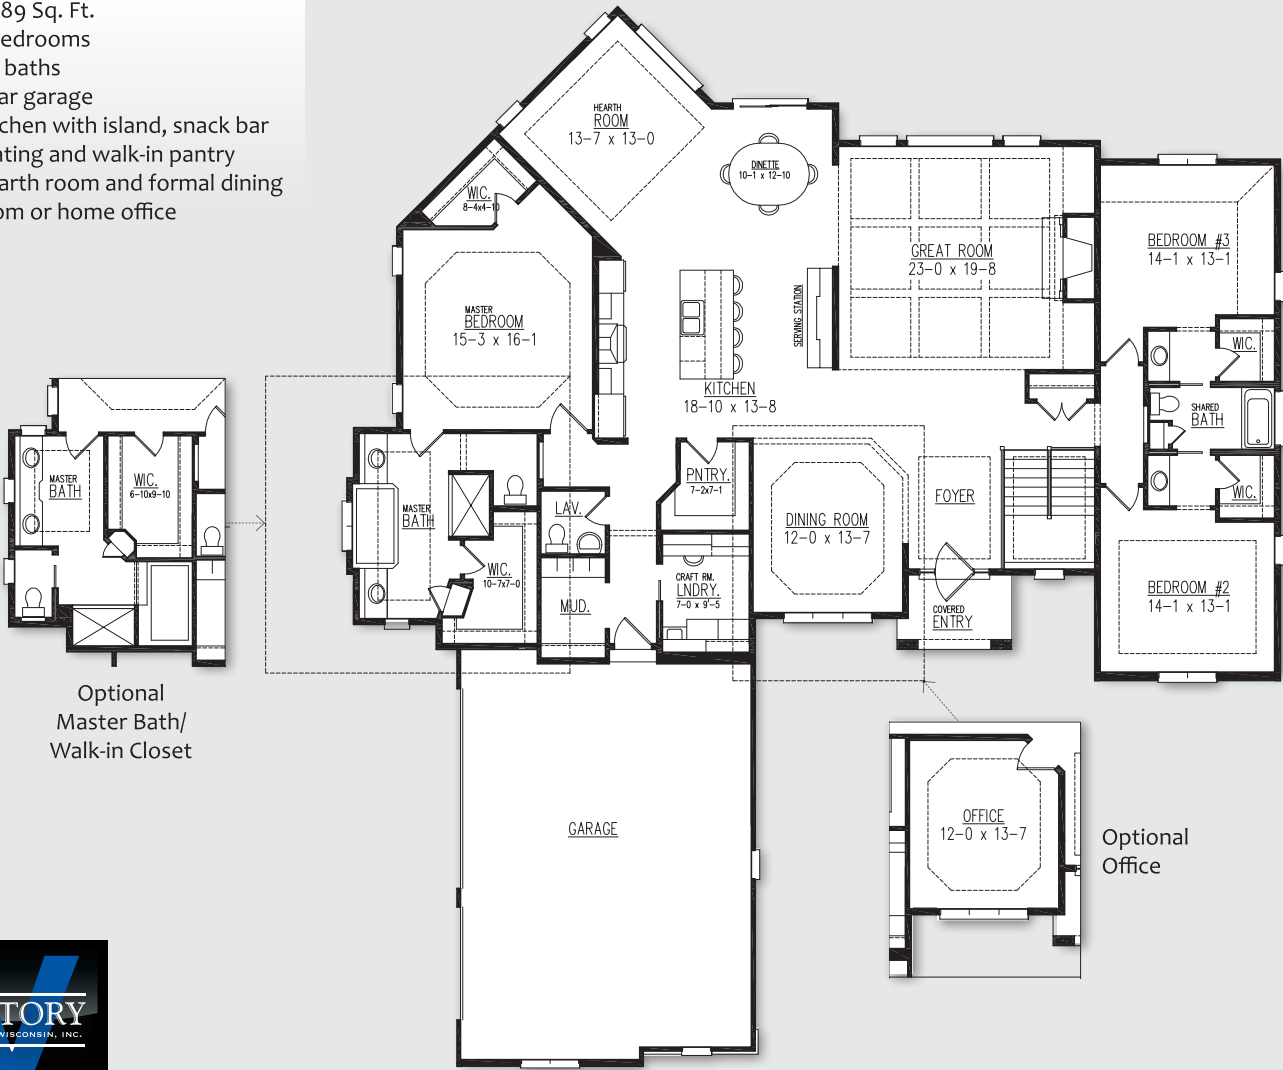 89 Sq. Ft.
edrooms
baths
ar garage
chen with island, snack bar
ating and walk-in pantry
earth room and formal dining
om or home office
HEARTH
ROOM
13-7 x 13-0
DINETTE
10-1 x 12-10
WIC.
8-4x4-10
GREAT ROOM
23-0 x 19-8
BEDROOM #3
14-1 x 13-1
MASTER
BEDROOM
15-3 x 16-1
SERVING STATION
KITCHEN
18-10 x 13-8
WIC.
SHARED
BATH
WIC.
MASTER
BATH
WIC.
6-10x9-10
Optional
Master Bath/
Walk-in Closet
MASTER
BATH
LAV.
PNTRY.
7-2x7-1
DINING ROOM
12-0 x 13-7
FOYER
WIC.
10-7x7-0
MUD.
CRAFT RM.
LNDRY.
7-0 x 9'-5
COVERED
ENTRY
BEDROOM #2
14-1 x 13-1
GARAGE
OFFICE
12-0 x 13-7
Optional
Office
TORY
WISCONSIN, INC.